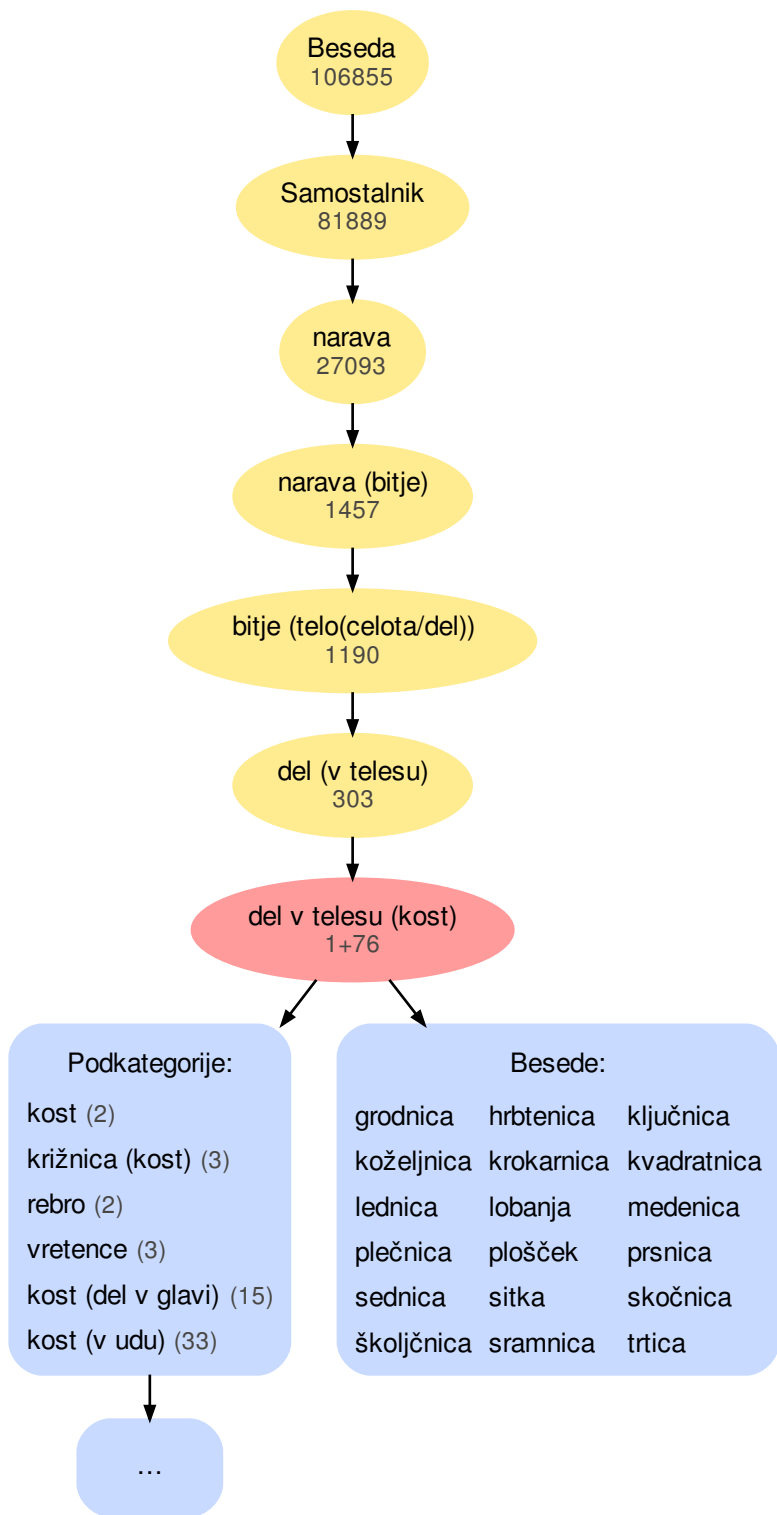 Beseda
106855
Samostalnik
81889
narava
27093
narava (bitje)
1457
bitje (telo(celota/del))
1190
del (v telesu)
303
del v telesu (kost)
1+76
Podkategorije:
kost (2)
križnica (kost) (3)
rebro (2)
vretence (3)
kost (del v glavi) (15)
kost (v udu) (33)
...
Besede:
grodnica hrbtenica ključnica
koželjnica krokarnica kvadratnica
lednica lobanja medenica
plečnica plošček prsnica
sednica sitka skočnica
školjčnica sramnica trtica